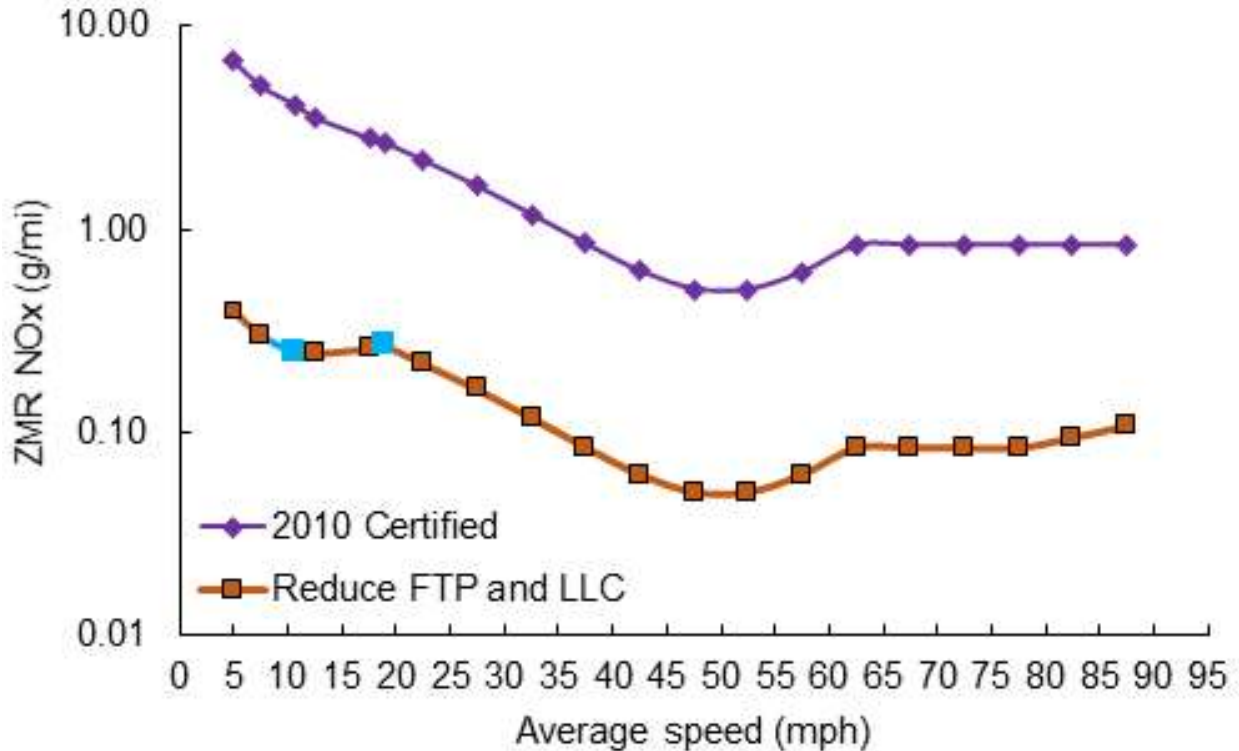 10.00
1.00
0.10
0.01
ZMR NOx (g/mi)
2010 Certified
Reduce FTP and LLC
0 5 10 15 20 25 30 35 40 45 50 55 60 65 70 75 80 85 90 95
Average speed (mph)